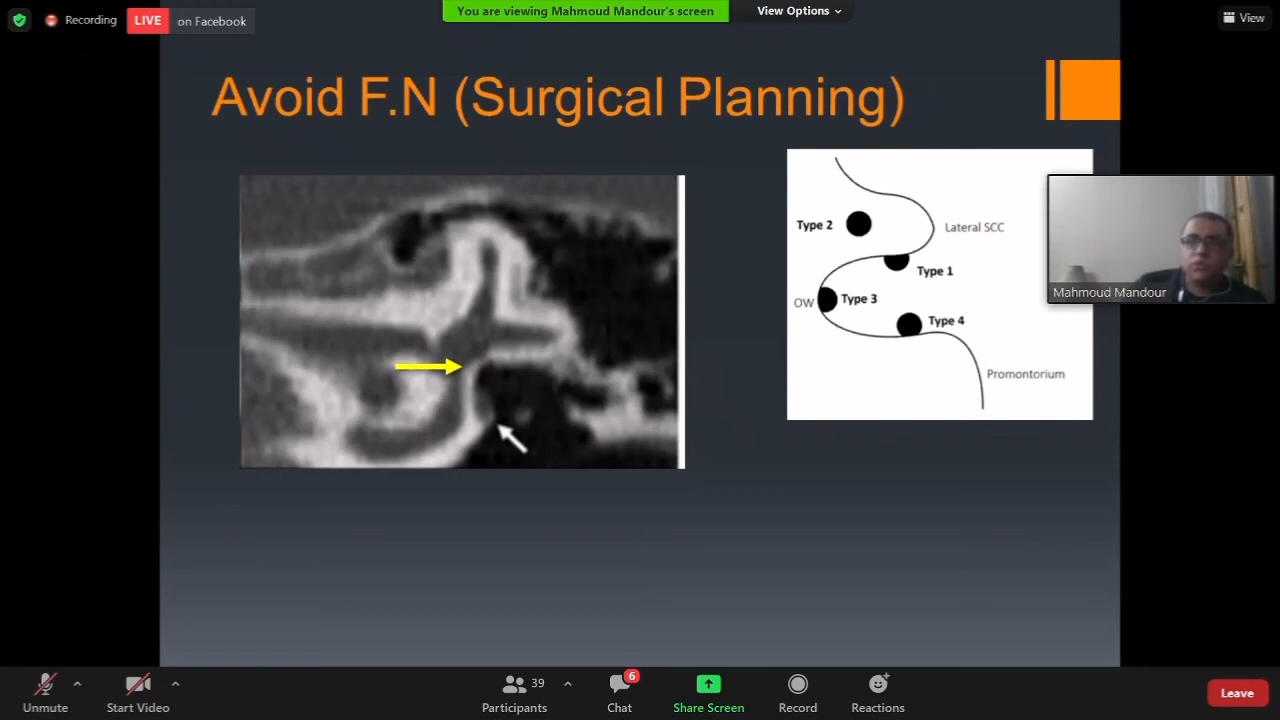 Recording
LIVE on Facebook
You are viewing Mahmoud Mandour's screen
View Options
View
Avoid F.N (Surgical Planning)
Type 2
Lateral SCC
Type 1
OW
Type 3
Type 4
Promontorium
Mahmoud Mandour
Unmute
Start Video
39
Participants
6
Chat
Share Screen
Record
Reactions
Leave